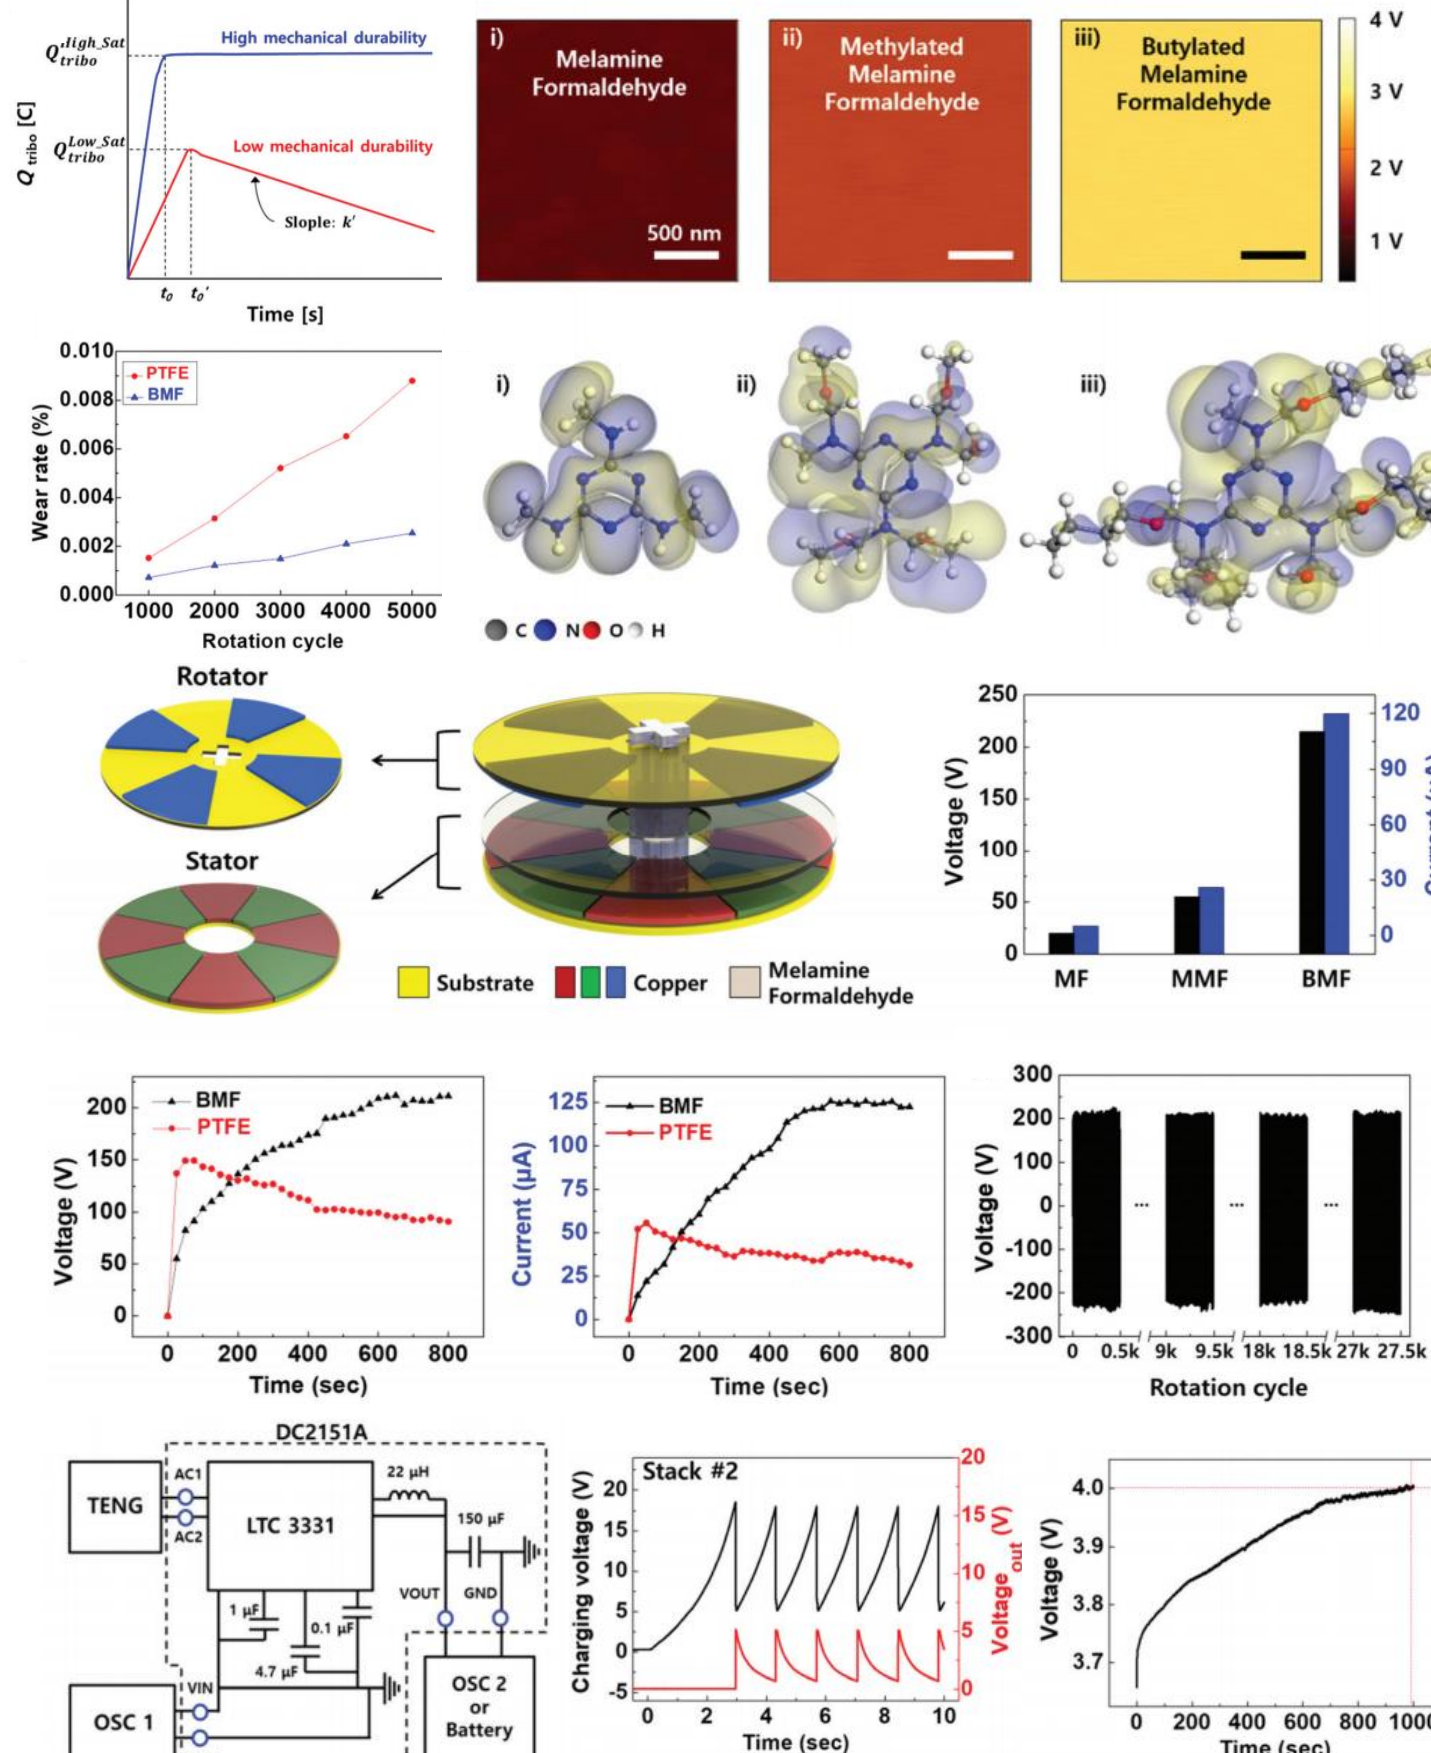 Q High_Sat tribo
High mechanical durability
Q Low_Sat tribo
Low mechanical durability
Q tribo [C]
Slople: k′
t₀ t₀′
Time [s]
i) Melamine Formaldehyde
500 nm
ii) Methylated Melamine Formaldehyde
iii) Butylated Melamine Formaldehyde
4 V
3 V
2 V
1 V
Wear rate (%)
0.010
0.008
0.006
0.004
0.002
0.000
PTFE
BMF
1000 2000 3000 4000 5000
Rotation cycle
i)
ii)
iii)
C N O H
Rotator
Stator
Substrate
Copper
Melamine Formaldehyde
Voltage (V)
250
200
150
100
50
0
120
90
60
30
0
MF MMF BMF
Voltage (V)
200
150
100
50
0
BMF
PTFE
0 200 400 600 800
Time (sec)
Current (μA)
125
100
75
50
25
0
BMF
PTFE
0 200 400 600 800
Time (sec)
Voltage (V)
300
200
100
0
-100
-200
-300
... ... ...
0 0.5k 9k 9.5k 18k 18.5k 27k 27.5k
Rotation cycle
DC2151A
TENG
AC1
AC2
LTC 3331
22 μH
150 μF
VOUT GND
1 μF
0.1 μF
4.7 μF
VIN
OSC 1
OSC 2
or
Battery
Stack #2
Charging voltage (V)
20
15
10
5
0
-5
20
15
10
5
0
Voltage out (V)
0 2 4 6 8 10
Time (sec)
Voltage (V)
4.0
3.9
3.8
3.7
0 200 400 600 800
Time (sec)